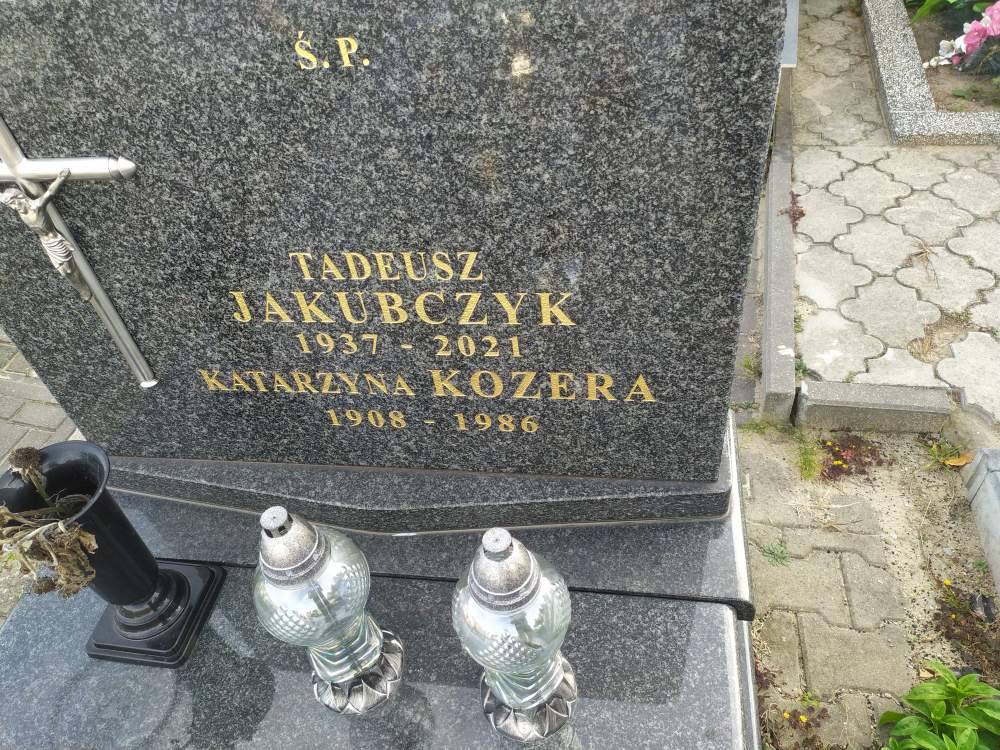 Ś.P.
TADEUSZ
JAKUBCZYK
1937 - 2021
KATARZYNA KOZERA
1908 - 1986